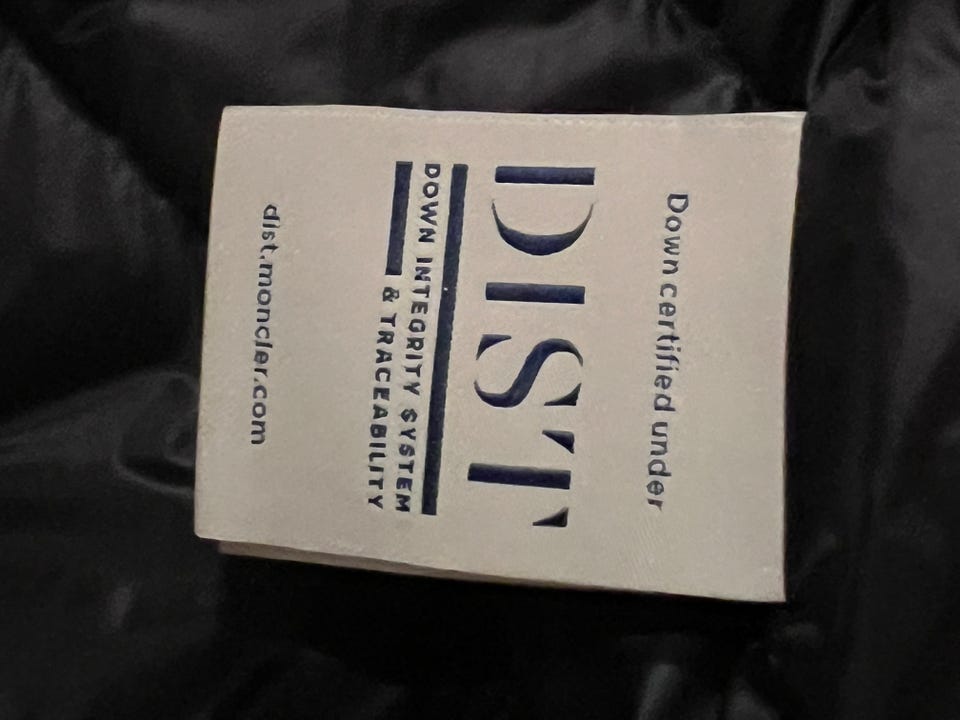 Down certified under
DIST
DOWN INTEGRITY SYSTEM
& TRACEABILITY
dist.moncler.com